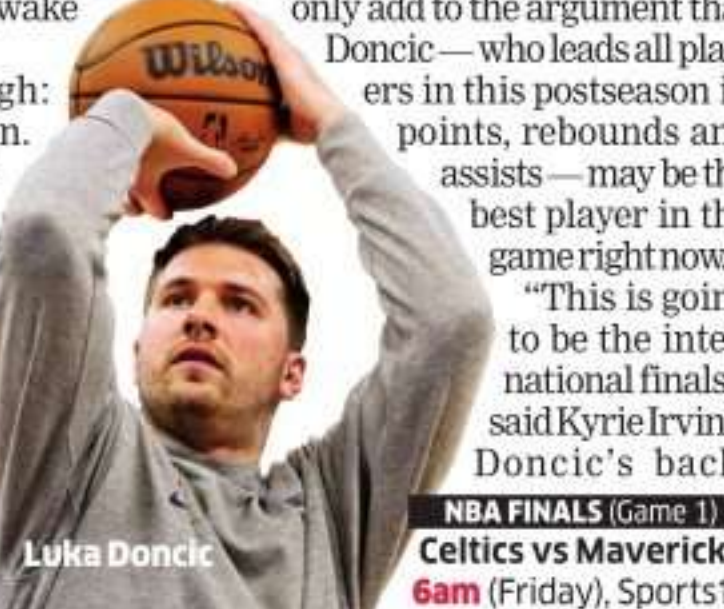 wake
gh:
n.
Wilson
only add to the argument th
Doncic — who leads all pla
ers in this postseason i
points, rebounds an
assists — may be th
best player in th
game right now.
"This is goin
to be the inte
national finals
said Kyrie Irvin
Doncic's bac
Luka Doncic
NBA FINALS (Game 1)
Celtics vs Maverick
6am (Friday), Sports